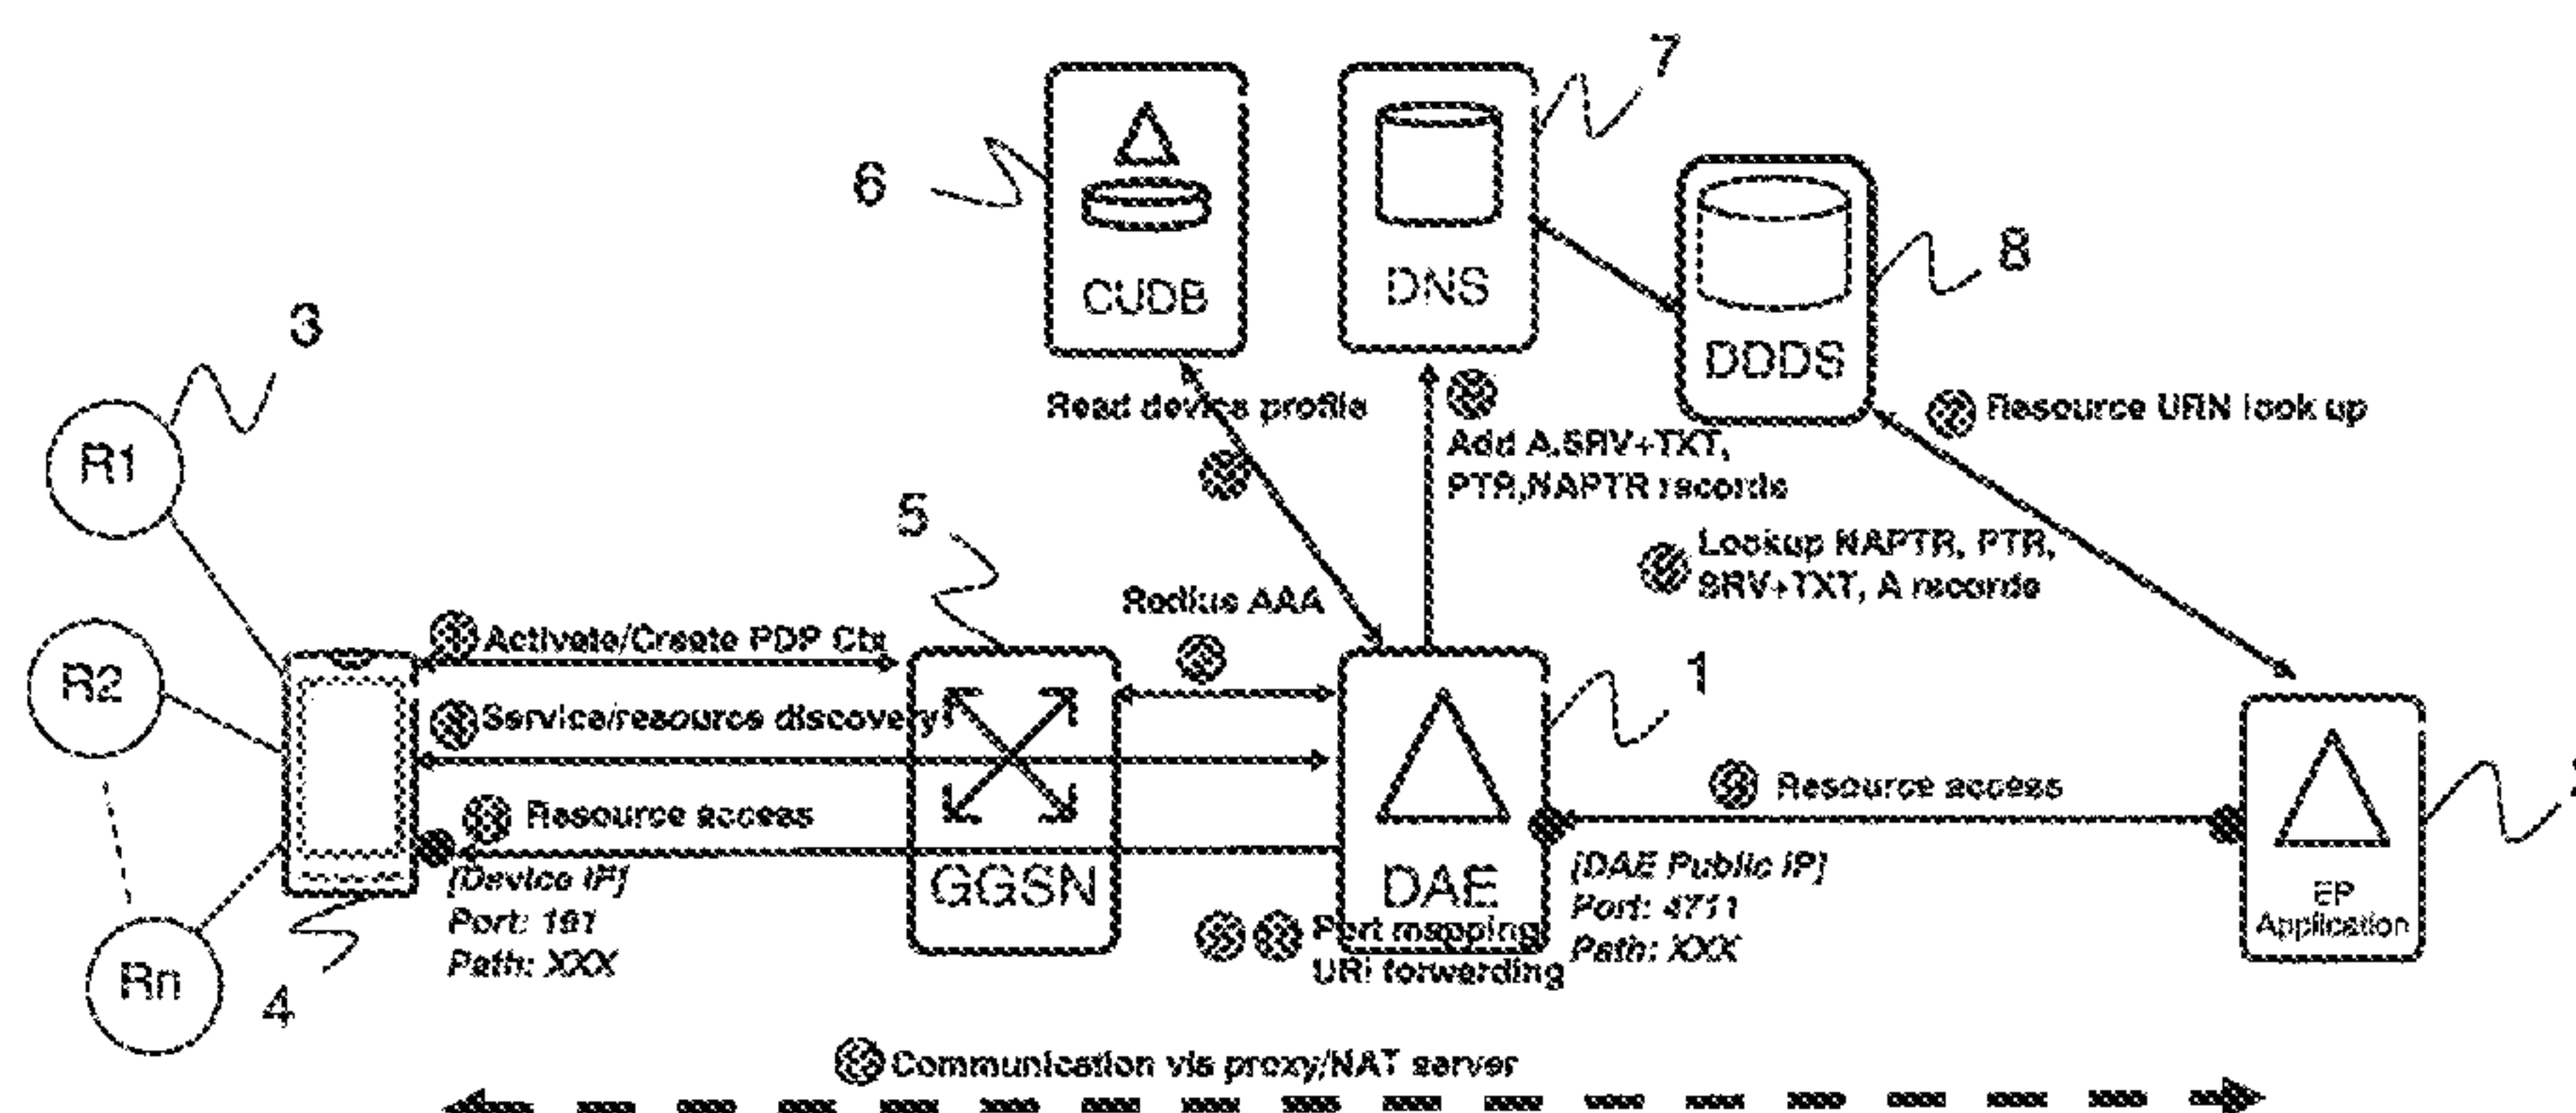 7
6
CUDB
DNS
8
DDDS
3
Read device profile
Resource URN look up
R1
Add A,SRV+TXT,
PTR,NAPTR records
5
Lookup NAPTR, PTR,
SRV+TXT, A records
Radius AAA
Activate/Create PDP Ctx
R2
1
Service/resource discovery
Resource access
Resource access
[Device IP]
Port: 161
Path: XXX
GGSN
DAE
[DAE Public IP]
Port: 4711
Path: XXX
EP
Application
Port mapping
URI forwarding
Rn
4
Communication via proxy/NAT server